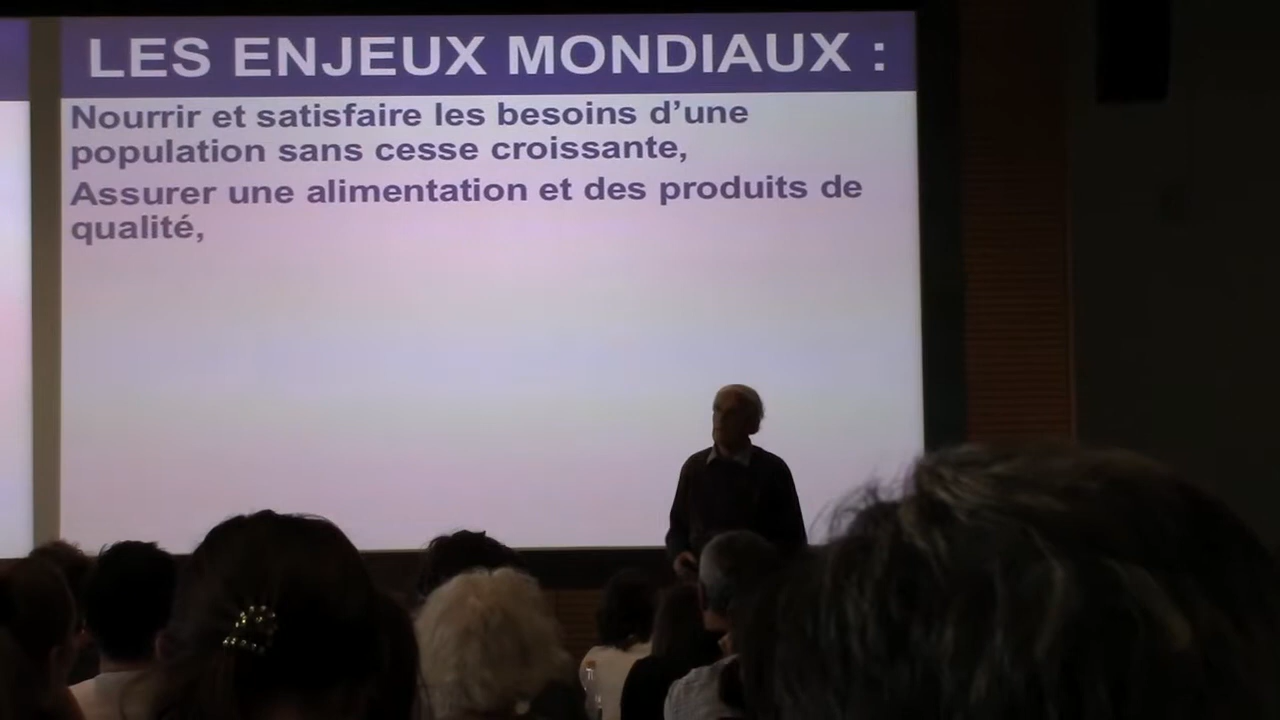 LES ENJEUX MONDIAUX :
Nourrir et satisfaire les besoins d’une
population sans cesse croissante,
Assurer une alimentation et des produits de
qualité,